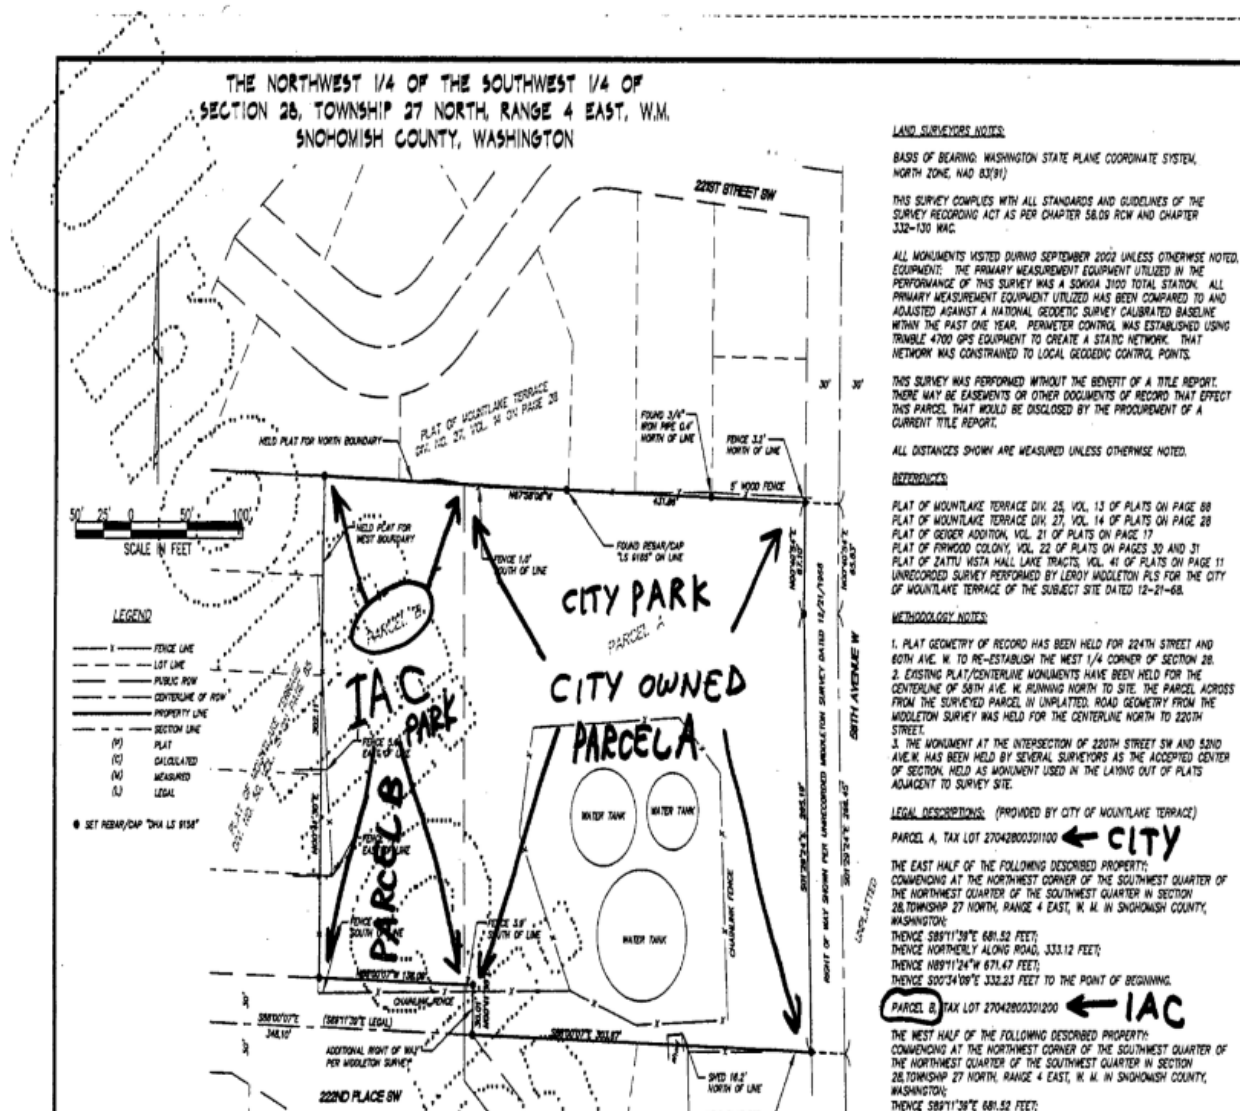 THE NORTHWEST 1/4 OF THE SOUTHWEST 1/4 OF
SECTION 28, TOWNSHIP 27 NORTH, RANGE 4 EAST, W.M.
SNOHOMISH COUNTY, WASHINGTON
221ST STREET SW
PLAT OF MOUNTLAKE TERRACE
DIV. NO. 27, VOL. 14 ON PAGE 28
HELD PLAT FOR NORTH BOUNDARY
FOUND 3/4"
IRON PIPE 0.4'
NORTH OF LINE
FENCE 3.2'
NORTH OF LINE
30'
30'
5' WOOD FENCE
50' 25' 0 50' 100'
SCALE IN FEET
HELD PLAT FOR
WEST BOUNDARY
FENCE 1.0'
SOUTH OF LINE
FOUND REBAR/CAP
"LS 9165" ON LINE
CITY PARK
PARCEL A
PARCEL "B"
IAC
PARK
CITY OWNED
PARCEL A
PARCEL B
LEGEND
FENCE LINE
LOT LINE
PUBLIC ROW
CENTERLINE OF ROW
PROPERTY LINE
SECTION LINE
(P) PLAT
(C) CALCULATED
(M) MEASURED
(L) LEGAL
SET REBAR/CAP "DHA LS 9158"
WATER TANK
WATER TANK
WATER TANK
CHAINLINK FENCE
RIGHT OF WAY SHOWN PER UNRECORDED MIDDLETON SURVEY DATED 12/21/1968
58TH AVENUE W
UNPLATTED
FENCE 3.9'
SOUTH OF LINE
CHAINLINK FENCE
S88°00'07"E (S89°11'39"E LEGAL)
348.10'
ADDITIONAL RIGHT OF WAY
PER MIDDLETON SURVEY
SHED 16.2'
NORTH OF LINE
222ND PLACE SW
LAND SURVEYORS NOTES:
BASIS OF BEARING: WASHINGTON STATE PLANE COORDINATE SYSTEM,
NORTH ZONE, NAD 83(91)
THIS SURVEY COMPLIES WITH ALL STANDARDS AND GUIDELINES OF THE
SURVEY RECORDING ACT AS PER CHAPTER 58.09 RCW AND CHAPTER
332-130 WAC.
ALL MONUMENTS VISITED DURING SEPTEMBER 2002 UNLESS OTHERWISE NOTED.
EQUIPMENT: THE PRIMARY MEASUREMENT EQUIPMENT UTILIZED IN THE
PERFORMANCE OF THIS SURVEY WAS A SOKKIA 3100 TOTAL STATION. ALL
PRIMARY MEASUREMENT EQUIPMENT UTILIZED HAS BEEN COMPARED TO AND
ADJUSTED AGAINST A NATIONAL GEODETIC SURVEY CALIBRATED BASELINE
WITHIN THE PAST ONE YEAR. PERIMETER CONTROL WAS ESTABLISHED USING
TRIMBLE 4700 GPS EQUIPMENT TO CREATE A STATIC NETWORK. THAT
NETWORK WAS CONSTRAINED TO LOCAL GEODEDIC CONTROL POINTS.
THIS SURVEY WAS PERFORMED WITHOUT THE BENEFIT OF A TITLE REPORT.
THERE MAY BE EASEMENTS OR OTHER DOCUMENTS OF RECORD THAT EFFECT
THIS PARCEL THAT WOULD BE DISCLOSED BY THE PROCUREMENT OF A
CURRENT TITLE REPORT.
ALL DISTANCES SHOWN ARE MEASURED UNLESS OTHERWISE NOTED.
REFERENCES:
PLAT OF MOUNTLAKE TERRACE DIV. 25, VOL. 13 OF PLATS ON PAGE 88
PLAT OF MOUNTLAKE TERRACE DIV. 27, VOL. 14 OF PLATS ON PAGE 28
PLAT OF GEIGER ADDITION, VOL. 21 OF PLATS ON PAGE 17
PLAT OF FIRWOOD COLONY, VOL. 22 OF PLATS ON PAGES 30 AND 31
PLAT OF ZATTU VISTA HALL LAKE TRACTS, VOL. 41 OF PLATS ON PAGE 11
UNRECORDED SURVEY PERFORMED BY LEROY MIDDLETON PLS FOR THE CITY
OF MOUNTLAKE TERRACE OF THE SUBJECT SITE DATED 12-21-68.
METHODOLOGY NOTES:
1. PLAT GEOMETRY OF RECORD HAS BEEN HELD FOR 224TH STREET AND
60TH AVE. W. TO RE-ESTABLISH THE WEST 1/4 CORNER OF SECTION 28.
2. EXISTING PLAT/CENTERLINE MONUMENTS HAVE BEEN HELD FOR THE
CENTERLINE OF 58TH AVE. W. RUNNING NORTH TO SITE. THE PARCEL ACROSS
FROM THE SURVEYED PARCEL IN UNPLATTED. ROAD GEOMETRY FROM THE
MIDDLETON SURVEY WAS HELD FOR THE CENTERLINE NORTH TO 220TH
STREET.
3. THE MONUMENT AT THE INTERSECTION OF 220TH STREET SW AND 52ND
AVE.W. HAS BEEN HELD BY SEVERAL SURVEYORS AS THE ACCEPTED CENTER
OF SECTION. HELD AS MONUMENT USED IN THE LAYING OUT OF PLATS
ADJACENT TO SURVEY SITE.
LEGAL DESCRIPTIONS: (PROVIDED BY CITY OF MOUNTLAKE TERRACE)
PARCEL A, TAX LOT 27042800301100 CITY
THE EAST HALF OF THE FOLLOWING DESCRIBED PROPERTY:
COMMENCING AT THE NORTHWEST CORNER OF THE SOUTHWEST QUARTER OF
THE NORTHWEST QUARTER OF THE SOUTHWEST QUARTER IN SECTION
28,TOWNSHIP 27 NORTH, RANGE 4 EAST, W. M. IN SNOHOMISH COUNTY,
WASHINGTON;
THENCE S89°11'39"E 681.52 FEET;
THENCE NORTHERLY ALONG ROAD, 333.12 FEET;
THENCE N89°11'24"W 671.47 FEET;
THENCE S00°34'09"E 332.23 FEET TO THE POINT OF BEGINNING.
PARCEL B, TAX LOT 27042800301200 IAC
THE WEST HALF OF THE FOLLOWING DESCRIBED PROPERTY:
COMMENCING AT THE NORTHWEST CORNER OF THE SOUTHWEST QUARTER OF
THE NORTHWEST QUARTER OF THE SOUTHWEST QUARTER IN SECTION
28,TOWNSHIP 27 NORTH, RANGE 4 EAST, W. M. IN SNOHOMISH COUNTY,
WASHINGTON;
THENCE S89°11'39"E 681.52 FEET;